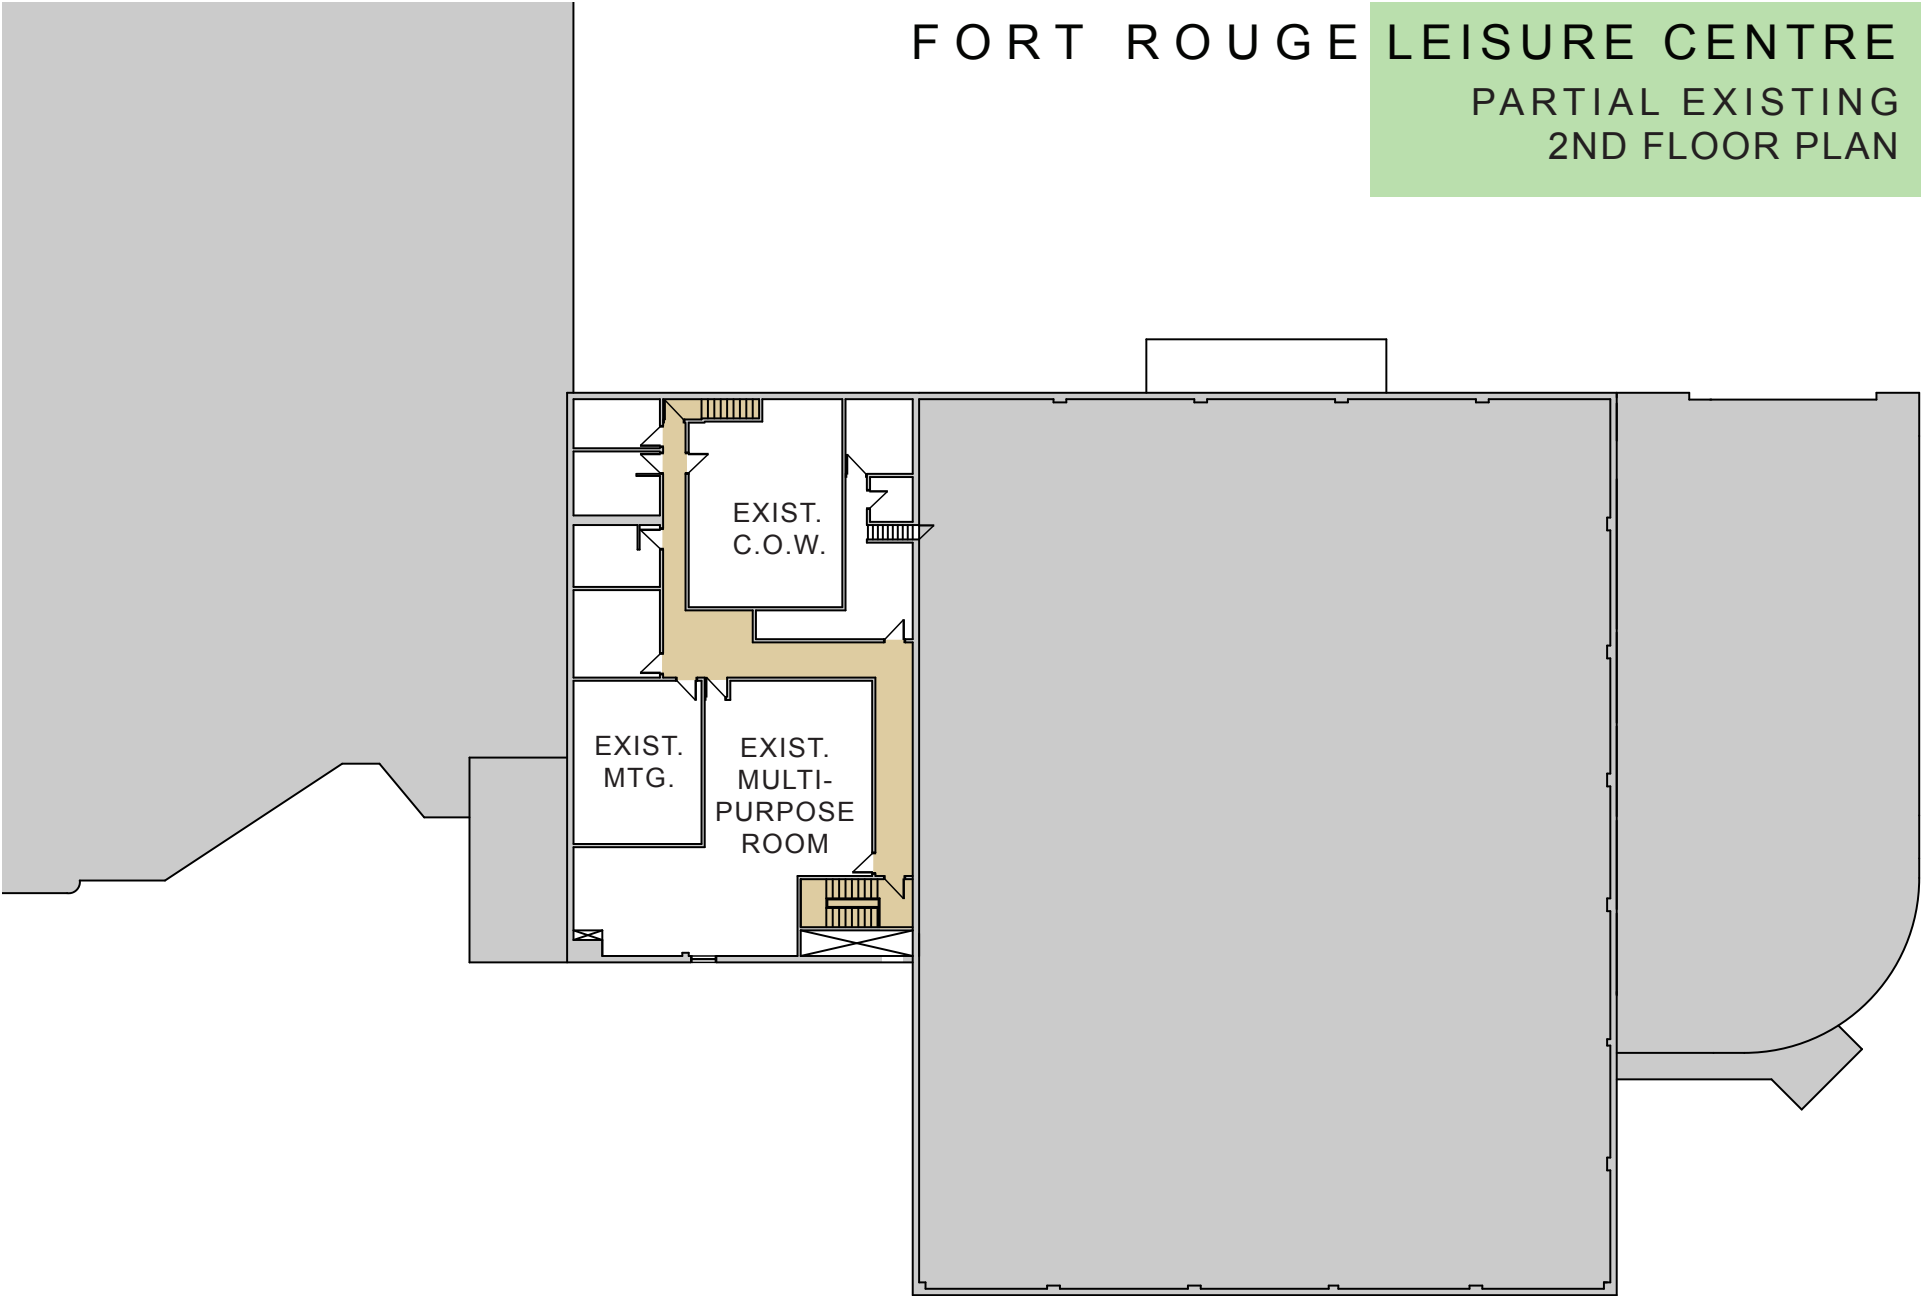 FORT ROUGE LEISURE CENTRE
PARTIAL EXISTING
2ND FLOOR PLAN
EXIST.
C.O.W.
EXIST.
MTG.
EXIST.
MULTI-
PURPOSE
ROOM